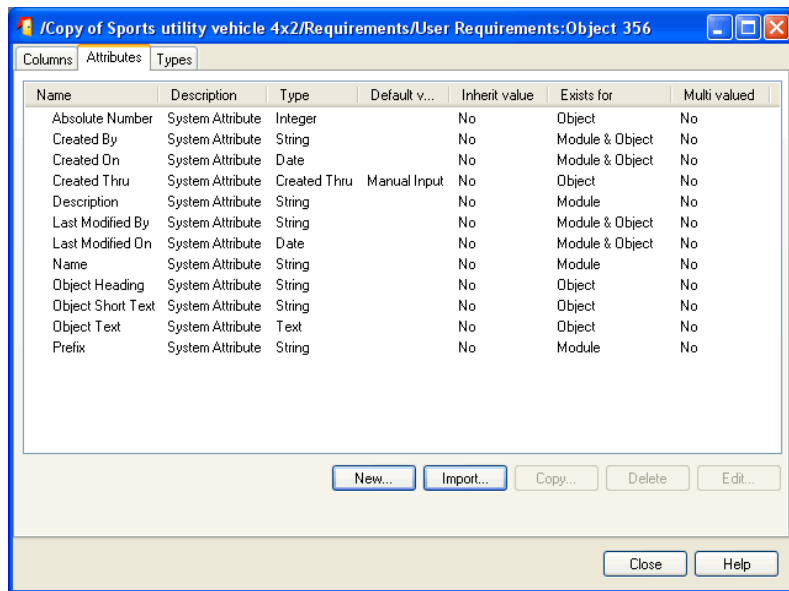 /Copy of Sports utility vehicle 4x2/Requirements/User Requirements:Object 356
Columns Attributes Types
Name Description Type Default v... Inherit value Exists for Multi valued
Absolute Number System Attribute Integer No Object No
Created By System Attribute String No Module & Object No
Created On System Attribute Date No Module & Object No
Created Thru System Attribute Created Thru Manual Input No Object No
Description System Attribute String No Module No
Last Modified By System Attribute String No Module & Object No
Last Modified On System Attribute Date No Module & Object No
Name System Attribute String No Module No
Object Heading System Attribute String No Object No
Object Short Text System Attribute String No Object No
Object Text System Attribute Text No Object No
Prefix System Attribute String No Module No
New... Import... Copy... Delete Edit...
Close Help